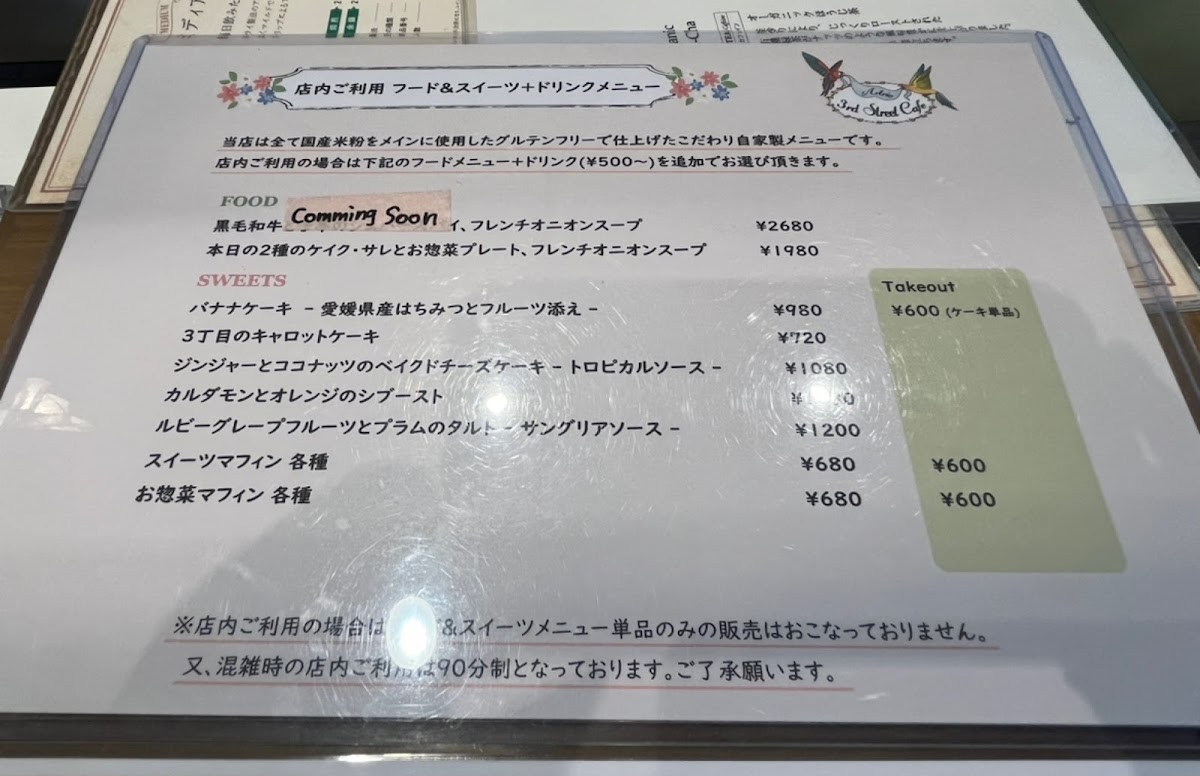 店内ご利用 フード&スイーツ+ドリンクメニュー
3rd Street Cafe
当店は全て国産米粉をメインに使用したグルテンフリーで仕上げたこだわり自家製メニューです。
店内ご利用の場合は下記のフードメニュー+ドリンク(¥500~)を追加でお選び頂きます。
FOOD
Comming Soon
黒毛和牛 イ、フレンチオニオンスープ ¥2680
本日の2種のケイク・サレとお惣菜プレート、フレンチオニオンスープ ¥1980
SWEETS
Takeout
バナナケーキ - 愛媛県産はちみつとフルーツ添え - ¥980 ¥600 (ケーキ単品)
3丁目のキャロットケーキ ¥720
ジンジャーとココナッツのベイクドチーズケーキ - トロピカルソース - ¥1080
カルダモンとオレンジのシブースト
ルビーグレープフルーツとプラムのタルト - サングリアソース - ¥1200
スイーツマフィン 各種 ¥680 ¥600
お惣菜マフィン 各種 ¥680 ¥600
※店内ご利用の場合は &スイーツメニュー単品のみの販売はおこなっておりません。
又、混雑時の店内ご利用は90分制となっております。ご了承願います。